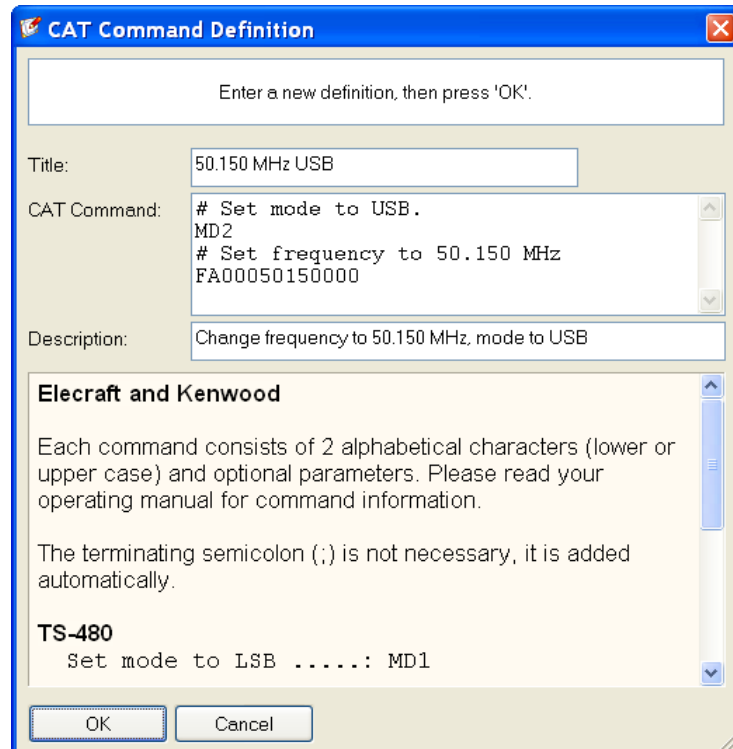 CAT Command Definition
Enter a new definition, then press 'OK'.
Title:
50.150 MHz USB
CAT Command:
# Set mode to USB.
MD2
# Set frequency to 50.150 MHz
FA00050150000
Description:
Change frequency to 50.150 MHz, mode to USB
Elecraft and Kenwood
Each command consists of 2 alphabetical characters (lower or
upper case) and optional parameters. Please read your
operating manual for command information.
The terminating semicolon (;) is not necessary, it is added
automatically.
TS-480
Set mode to LSB .....: MD1
OK
Cancel